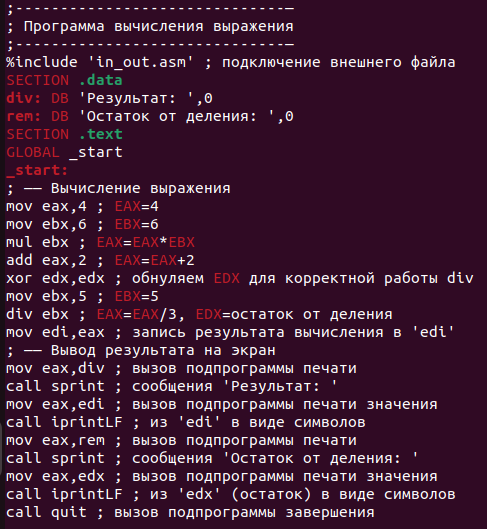 ;--------------------------------
; Программа вычисления выражения
;--------------------------------
%include 'in_out.asm' ; подключение внешнего файла
SECTION .data
div: DB 'Результат: ',0
rem: DB 'Остаток от деления: ',0
SECTION .text
GLOBAL _start
_start:
; –– Вычисление выражения
mov eax,4 ; EAX=4
mov ebx,6 ; EBX=6
mul ebx ; EAX=EAX*EBX
add eax,2 ; EAX=EAX+2
xor edx,edx ; обнуляем EDX для корректной работы div
mov ebx,5 ; EBX=5
div ebx ; EAX=EAX/3, EDX=остаток от деления
mov edi,eax ; запись результата вычисления в 'edi'
; –– Вывод результата на экран
mov eax,div ; вызов подпрограммы печати
call sprint ; сообщения 'Результат: '
mov eax,edi ; вызов подпрограммы печати значения
call iprintLF ; из 'edi' в виде символов
mov eax,rem ; вызов подпрограммы печати
call sprint ; сообщения 'Остаток от деления: '
mov eax,edx ; вызов подпрограммы печати значения
call iprintLF ; из 'edx' (остаток) в виде символов
call quit ; вызов подпрограммы завершения